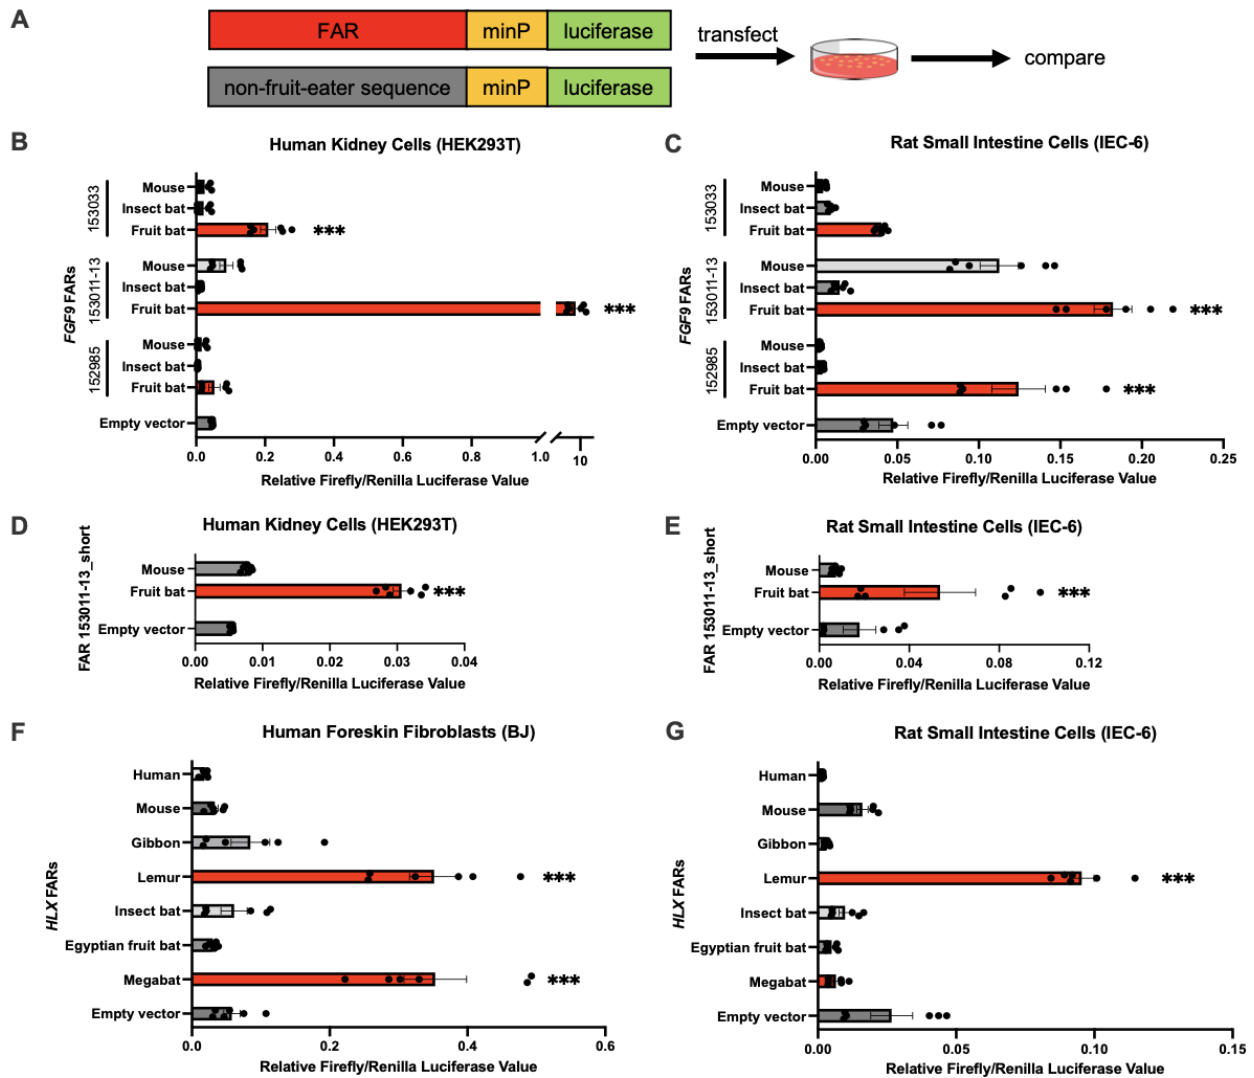 A
FAR
minP
luciferase
non-fruit-eater sequence
minP
luciferase
transfect
compare
B
Human Kidney Cells (HEK293T)
FGF9 FARs
153033
Mouse
Insect bat
Fruit bat
***
153011-13
Mouse
Insect bat
Fruit bat
***
152985
Mouse
Insect bat
Fruit bat
Empty vector
0.0
0.2
0.4
0.6
0.8
1.0
10
Relative Firefly/Renilla Luciferase Value
C
Rat Small Intestine Cells (IEC-6)
FGF9 FARs
153033
Mouse
Insect bat
Fruit bat
153011-13
Mouse
Insect bat
Fruit bat
***
152985
Mouse
Insect bat
Fruit bat
***
Empty vector
0.00
0.05
0.10
0.15
0.20
0.25
Relative Firefly/Renilla Luciferase Value
D
Human Kidney Cells (HEK293T)
FAR 153011-13_short
Mouse
Fruit bat
***
Empty vector
0.00
0.01
0.02
0.03
0.04
Relative Firefly/Renilla Luciferase Value
E
Rat Small Intestine Cells (IEC-6)
FAR 153011-13_short
Mouse
Fruit bat
***
Empty vector
0.00
0.04
0.08
0.12
Relative Firefly/Renilla Luciferase Value
F
Human Foreskin Fibroblasts (BJ)
HLX FARs
Human
Mouse
Gibbon
Lemur
***
Insect bat
Egyptian fruit bat
Megabat
***
Empty vector
0.0
0.2
0.4
0.6
Relative Firefly/Renilla Luciferase Value
G
Rat Small Intestine Cells (IEC-6)
HLX FARs
Human
Mouse
Gibbon
Lemur
***
Insect bat
Egyptian fruit bat
Megabat
Empty vector
0.00
0.05
0.10
0.15
Relative Firefly/Renilla Luciferase Value